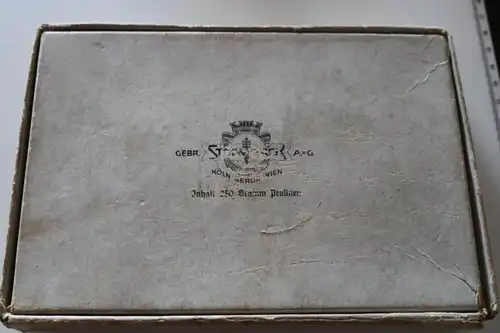 GEBR. STOLLWERCK A.-G.
KÖLN BERLIN WIEN
Inhalt 250 Gramm Pralinen